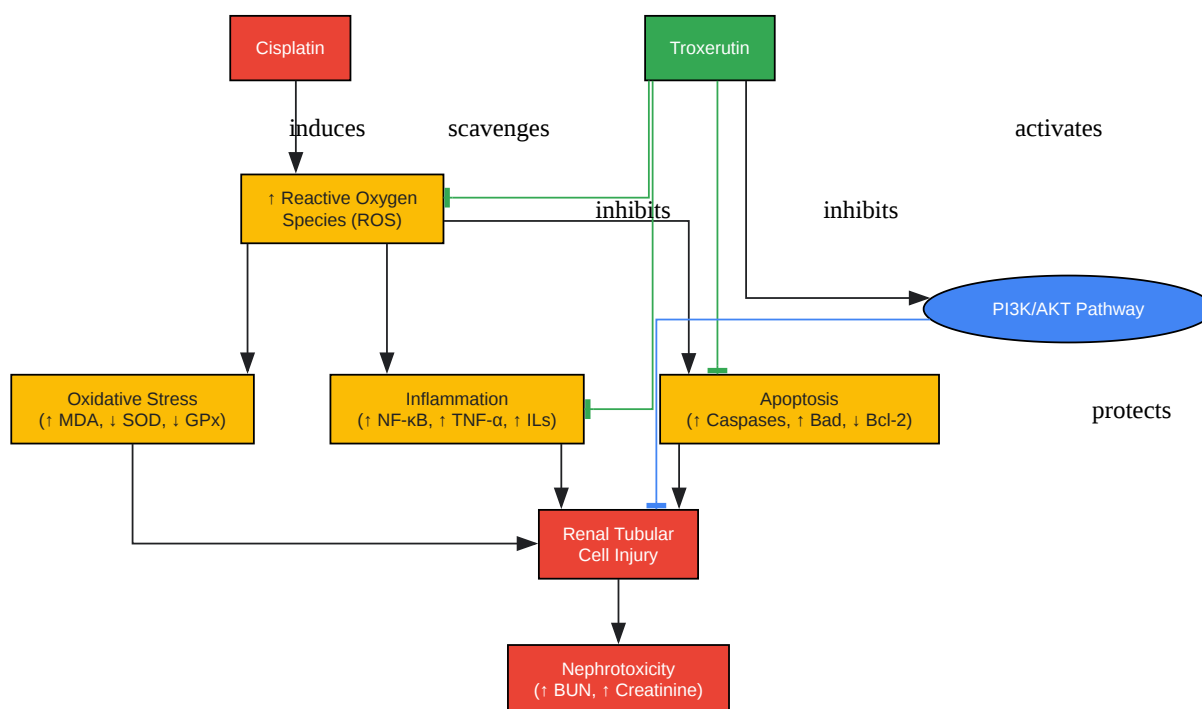 Cisplatin
Troxerutin
induces
scavenges
activates
↑ Reactive Oxygen
Species (ROS)
inhibits
inhibits
PI3K/AKT Pathway
Oxidative Stress
(↑ MDA, ↓ SOD, ↓ GPx)
Inflammation
(↑ NF-κB, ↑ TNF-α, ↑ ILs)
Apoptosis
(↑ Caspases, ↑ Bad, ↓ Bcl-2)
protects
Renal Tubular
Cell Injury
Nephrotoxicity
(↑ BUN, ↑ Creatinine)